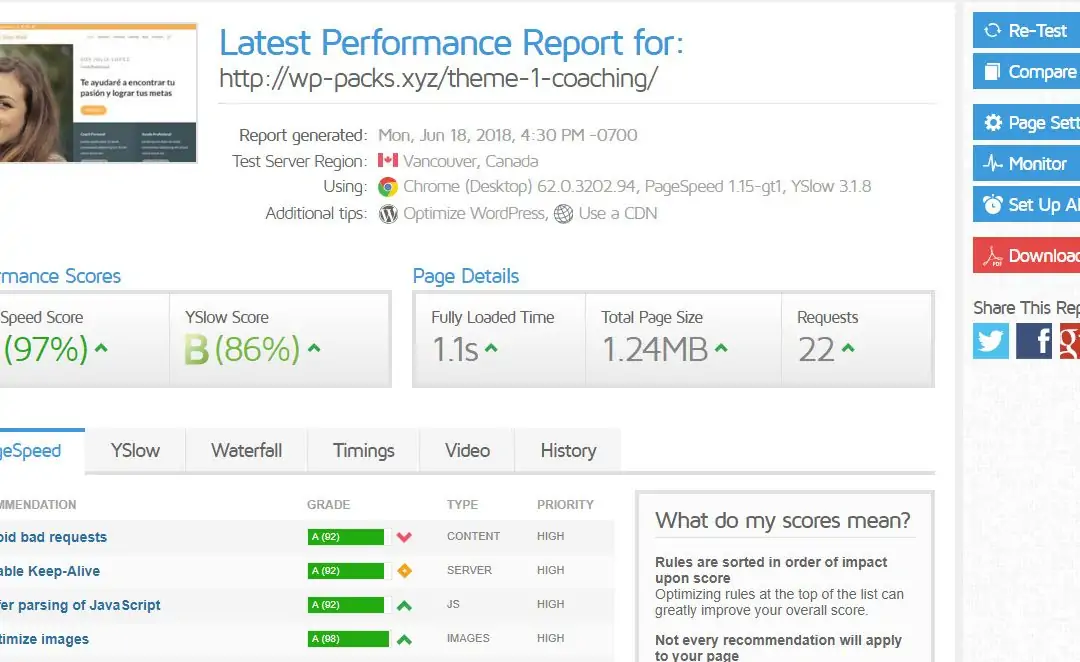 Te ayudaré a encontrar tu
pasión y lograr tus metas
Latest Performance Report for:
http://wp-packs.xyz/theme-1-coaching/
Report generated: Mon, Jun 18, 2018, 4:30 PM -0700
Test Server Region: Vancouver, Canada
Using: Chrome (Desktop) 62.0.3202.94, PageSpeed 1.15-gt1, YSlow 3.1.8
Additional tips: Optimize WordPress, Use a CDN
Re-Test
Compare
Page Sett
Monitor
Set Up Al
PDF Download
Share This Rep
rmance Scores
Speed Score
(97%)
YSlow Score
B (86%)
Page Details
Fully Loaded Time
1.1s
Total Page Size
1.24MB
Requests
22
geSpeed YSlow Waterfall Timings Video History
MMENDATION GRADE TYPE PRIORITY
oid bad requests A (92) CONTENT HIGH
able Keep-Alive A (92) SERVER HIGH
fer parsing of JavaScript A (92) JS HIGH
timize images A (98) IMAGES HIGH
What do my scores mean?
Rules are sorted in order of impact
upon score
Optimizing rules at the top of the list can
greatly improve your overall score.
Not every recommendation will apply
to your page